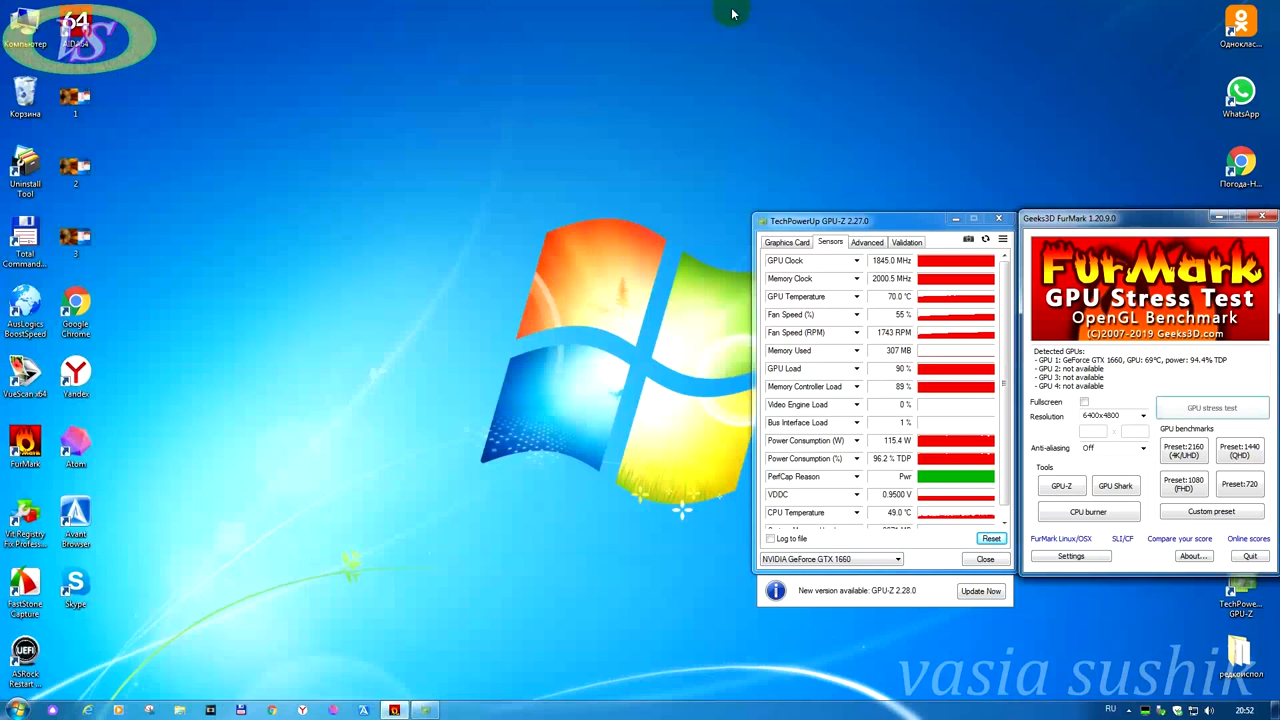 Компьютер
64
AIDA64
VS
Корзина
1
Uninstall
Tool
2
Total
Command...
3
AusLogics
BoostSpeed
Google
Chrome
VueScan x64
Yandex
FurMark
Atom
Vit Registry
Fix Profess...
Avant
Browser
FastStone
Capture
Skype
UEFI
ASRock
Restart ...
Одноклас...
WhatsApp
Погода-Н...
TechPowerUp GPU-Z 2.27.0
Graphics Card
Sensors
Advanced
Validation
GPU Clock 1845.0 MHz
Memory Clock 2000.5 MHz
GPU Temperature 70.0 °C
Fan Speed (%) 55 %
Fan Speed (RPM) 1743 RPM
Memory Used 307 MB
GPU Load 90 %
Memory Controller Load 89 %
Video Engine Load 0 %
Bus Interface Load 1 %
Power Consumption (W) 115.4 W
Power Consumption (%) 96.2 % TDP
PerfCap Reason Pwr
VDDC 0.9500 V
CPU Temperature 49.0 °C
Log to file
Reset
NVIDIA GeForce GTX 1660
Close
New version available: GPU-Z 2.28.0
Update Now
Geeks3D FurMark 1.20.9.0
FurMark
GPU Stress Test
OpenGL Benchmark
(C)2007-2019 Geeks3D.com
Detected GPUs:
- GPU 1: GeForce GTX 1660, GPU: 69°C, power: 94.4% TDP
- GPU 2: not available
- GPU 3: not available
- GPU 4: not available
Fullscreen
GPU stress test
Resolution 6400x4800
x
GPU benchmarks
Anti-aliasing Off
Preset:2160
(4K/UHD)
Preset:1440
(QHD)
Tools
GPU-Z
GPU Shark
Preset:1080
(FHD)
Preset:720
CPU burner
Custom preset
FurMark Linux/OSX
SLI/CF
Compare your score
Online scores
Settings
About...
Quit
TechPowe...
GPU-Z
редкоиспол
vasia sushik
RU
20:52